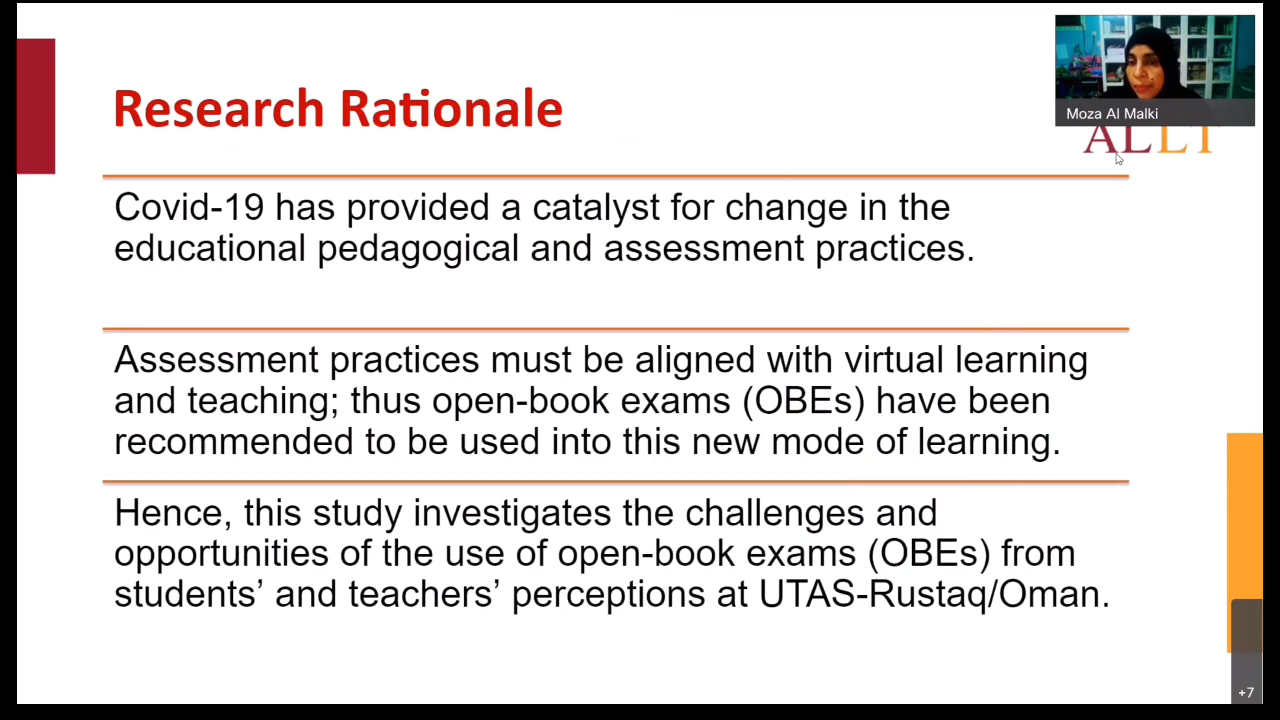 Research Rationale
Moza Al Malki
ALLT
Covid-19 has provided a catalyst for change in the
educational pedagogical and assessment practices.
Assessment practices must be aligned with virtual learning
and teaching; thus open-book exams (OBEs) have been
recommended to be used into this new mode of learning.
Hence, this study investigates the challenges and
opportunities of the use of open-book exams (OBEs) from
students’ and teachers’ perceptions at UTAS-Rustaq/Oman.
+7